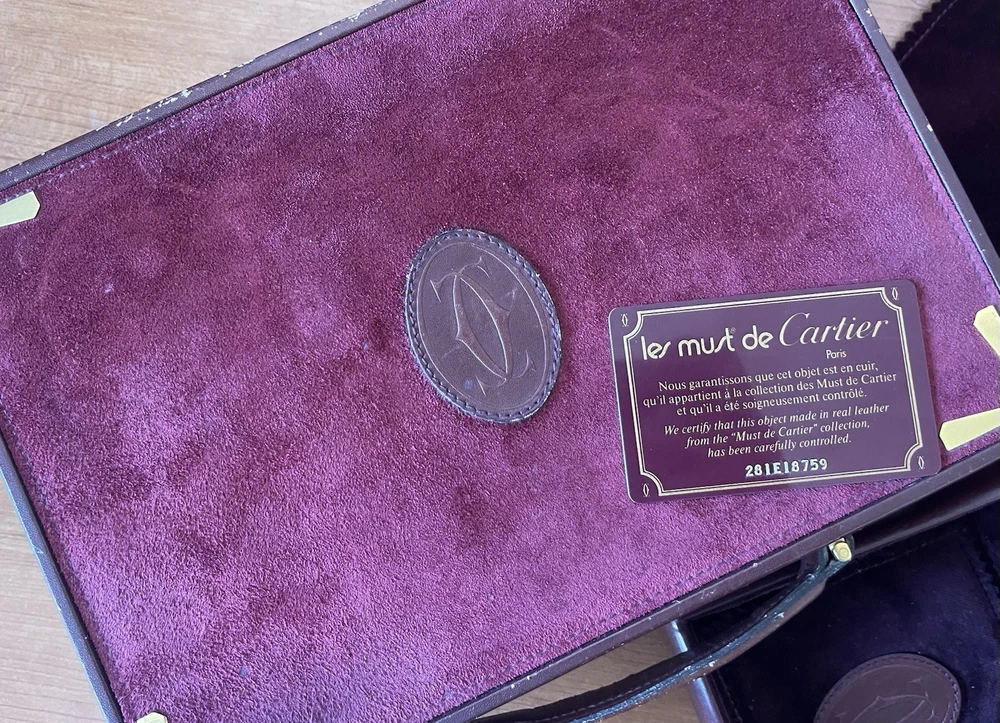 les must de Cartier
Paris
Nous garantissons que cet objet est en cuir,
qu'il appartient à la collection des Must de Cartier
et qu'il a été soigneusement contrôlé.
We certify that this object made in real leather
from the "Must de Cartier" collection,
has been carefully controlled.
281E18759